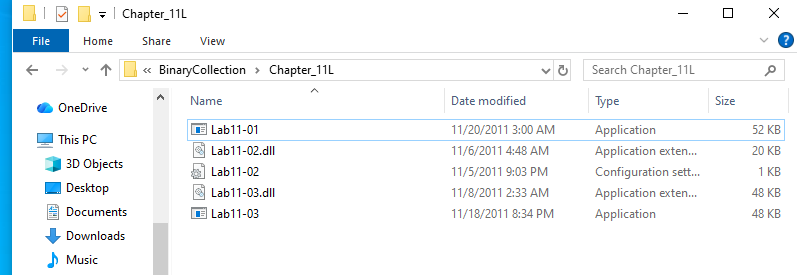 Chapter_11L
File Home Share View
BinaryCollection Chapter_11L Search Chapter_11L
Name Date modified Type Size
OneDrive
This PC
3D Objects
Desktop
Documents
Downloads
Music
Lab11-01 11/20/2011 3:00 AM Application 52 KB
Lab11-02.dll 11/6/2011 4:48 AM Application exten... 20 KB
Lab11-02 11/5/2011 9:03 PM Configuration sett... 1 KB
Lab11-03.dll 11/8/2011 2:33 AM Application exten... 48 KB
Lab11-03 11/18/2011 8:34 PM Application 48 KB